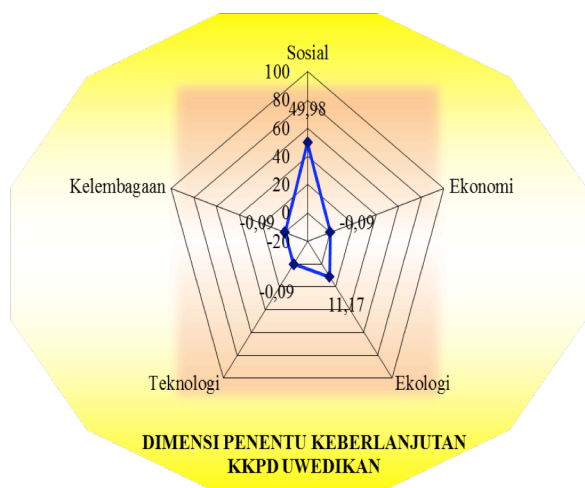 Sosial
100
80
49,98
60
40
Kelembagaan
Ekonomi
20
0
-0,09
-0,09
-20
-0,09
11,17
Teknologi
Ekologi
DIMENSI PENENTU KEBERLANJUTAN
KKPD UWEDIKAN